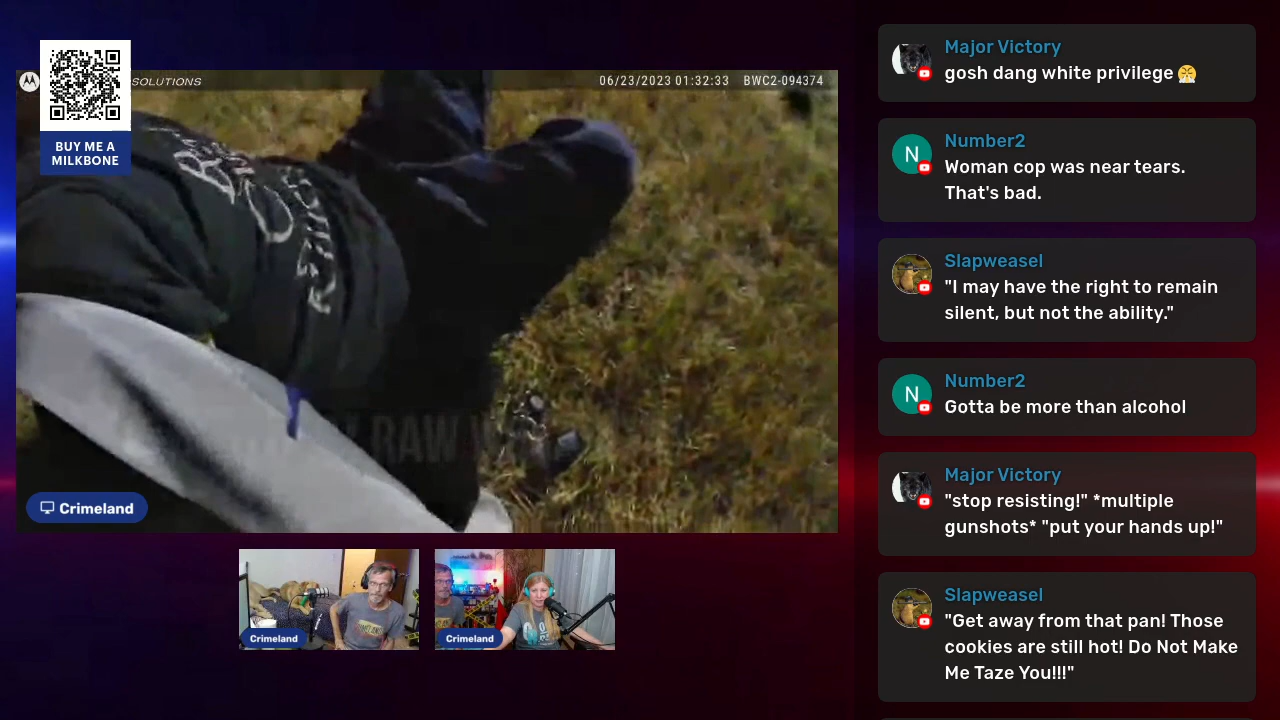 SOLUTIONS
06/23/2023 01:32:33 BWC2-094374
BUY ME A
MILKBONE
RAW
Crimeland
Crimeland
Crimeland
Major Victory
gosh dang white privilege 😤
N
Number2
Woman cop was near tears.
That's bad.
Slapweasel
"I may have the right to remain
silent, but not the ability."
N
Number2
Gotta be more than alcohol
Major Victory
"stop resisting!" *multiple
gunshots* "put your hands up!"
Slapweasel
"Get away from that pan! Those
cookies are still hot! Do Not Make
Me Taze You!!!"